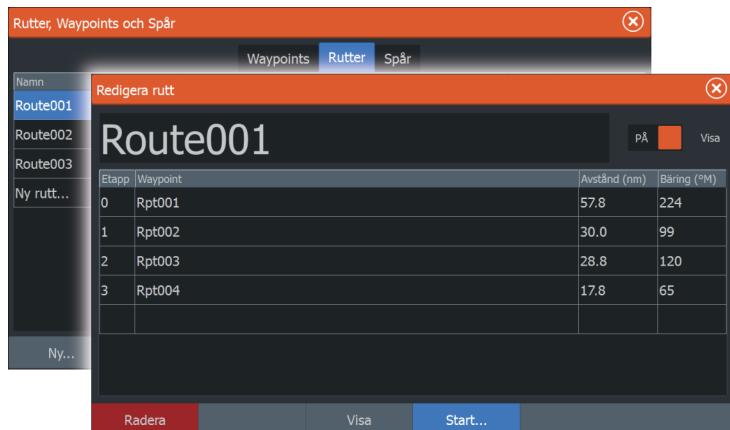 Rutter, Waypoints och Spår
Waypoints Rutter Spår
Namn
Route001
Route002
Route003
Ny rutt...
Ny...
Redigera rutt
Route001
PÅ Visa
Etapp Waypoint Avstånd (nm) Bäring (°M)
0 Rpt001 57.8 224
1 Rpt002 30.0 99
2 Rpt003 28.8 120
3 Rpt004 17.8 65
Radera Visa Start...